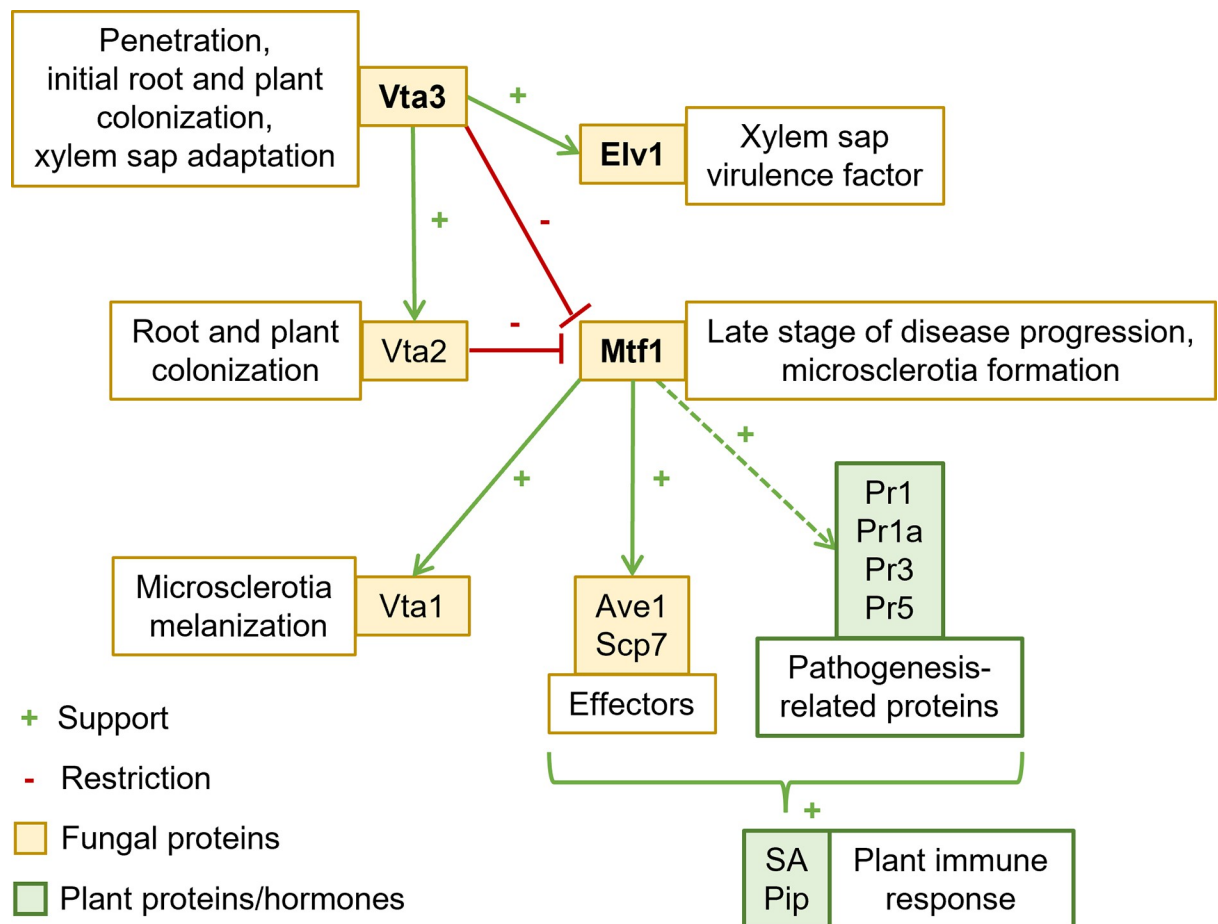 Penetration,
initial root and plant
colonization,
xylem sap adaptation
Vta3
+
Elv1
Xylem sap
virulence factor
+
-
Root and plant
colonization
Vta2
-
Mtf1
Late stage of disease progression,
microsclerotia formation
+
+
+
Pr1
Pr1a
Pr3
Pr5
Pathogenesis-
related proteins
Microsclerotia
melanization
Vta1
Ave1
Scp7
Effectors
+
SA
Pip
Plant immune
response
+ Support
- Restriction
Fungal proteins
Plant proteins/hormones